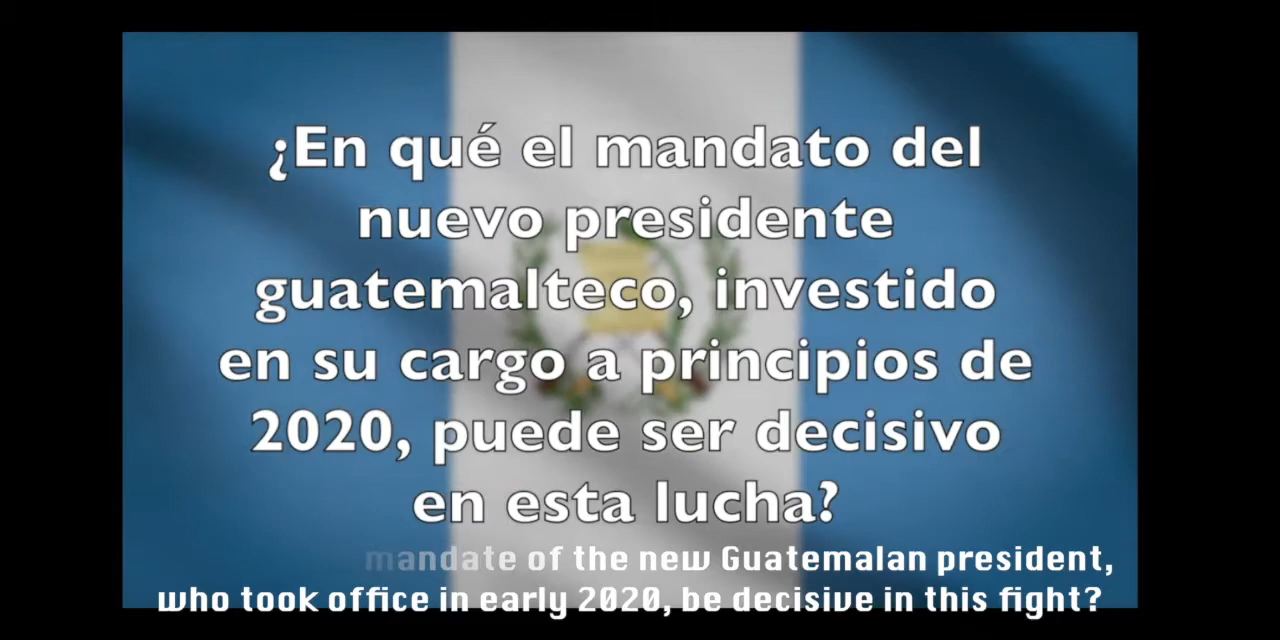 ¿En qué el mandato del
nuevo presidente
guatemalteco, investido
en su cargo a principios de
2020, puede ser decisivo
en esta lucha?
mandate of the new Guatemalan president,
who took office in early 2020, be decisive in this fight?